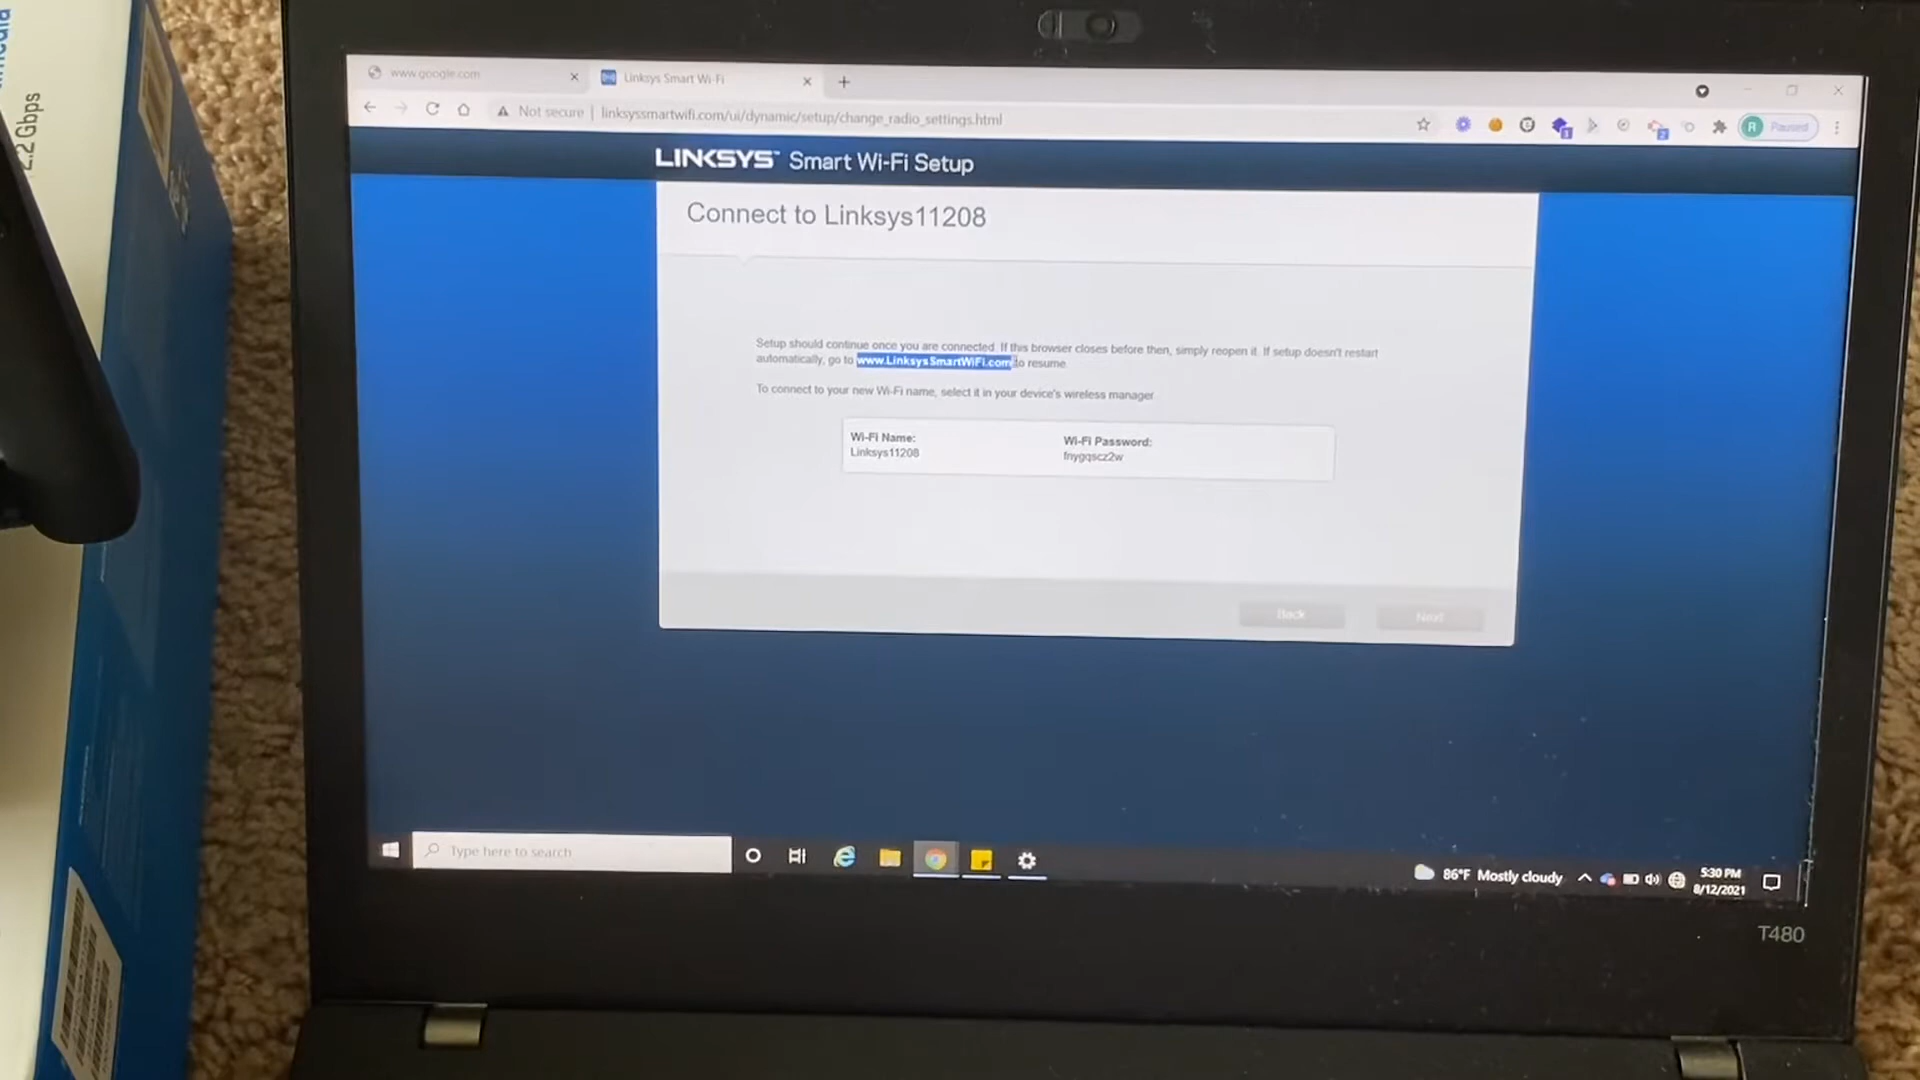 2.2 Gbps
www.google.com
Linksys Smart Wi-Fi
Not secure | linksyssmartwifi.com/ui/dynamic/setup/change_radio_settings.html
R Paused
LINKSYS™ Smart Wi-Fi Setup
Connect to Linksys11208
Setup should continue once you are connected. If this browser closes before then, simply reopen it. If setup doesn't restart
automatically, go to www.LinksysSmartWiFi.com to resume.
To connect to your new Wi-Fi name, select it in your device's wireless manager.
Wi-Fi Name:
Linksys11208
Wi-Fi Password:
fnygqscz2w
Back
Next
Type here to search
86°F Mostly cloudy
5:30 PM
8/12/2021
T480